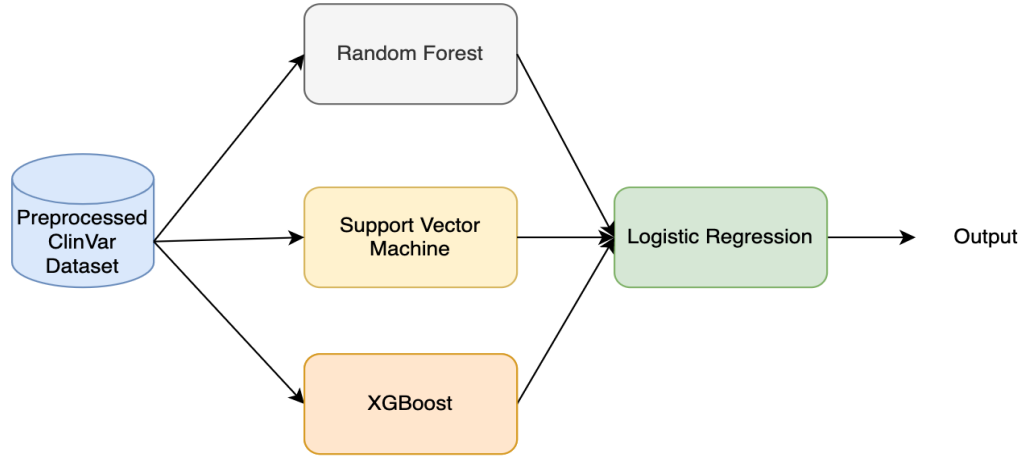 Random Forest
Preprocessed
ClinVar
Dataset
Support Vector
Machine
Logistic Regression
Output
XGBoost